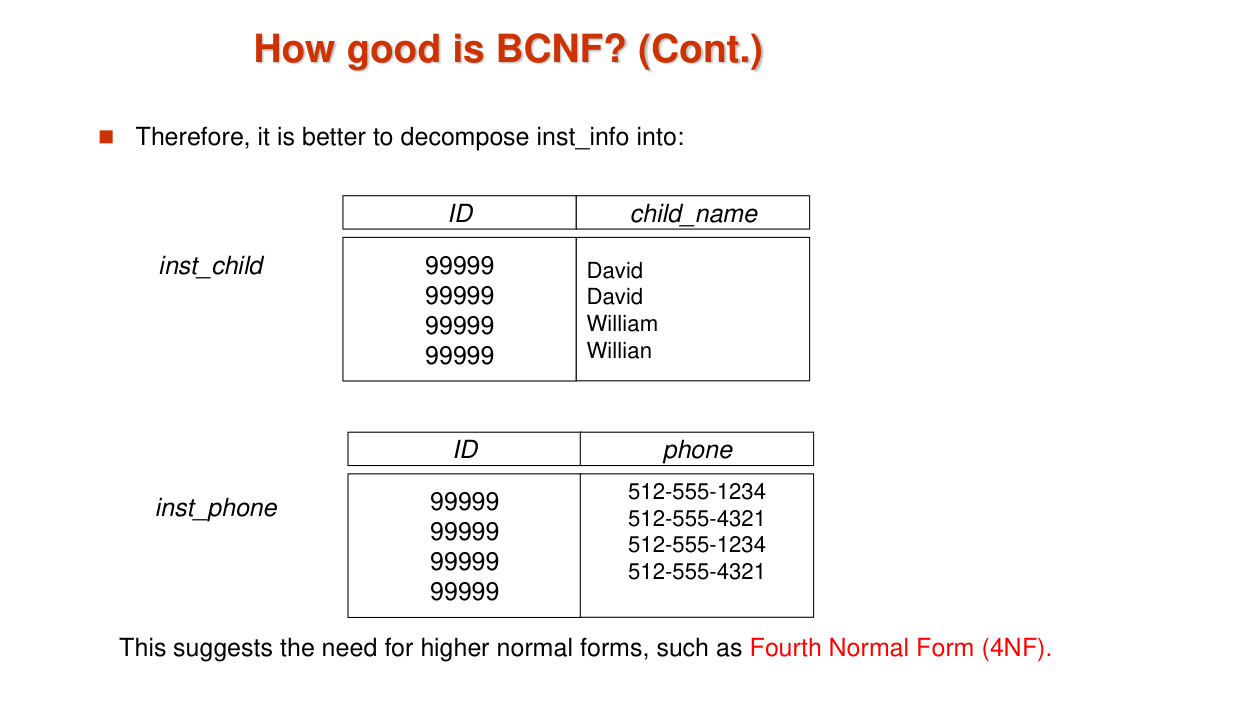 How good is BCNF? (Cont.)
Therefore, it is better to decompose inst_info into:
ID child_name
inst_child
99999 David
99999 David
99999 William
99999 Willian
ID phone
inst_phone
99999 512-555-1234
99999 512-555-4321
99999 512-555-1234
99999 512-555-4321
This suggests the need for higher normal forms, such as Fourth Normal Form (4NF).